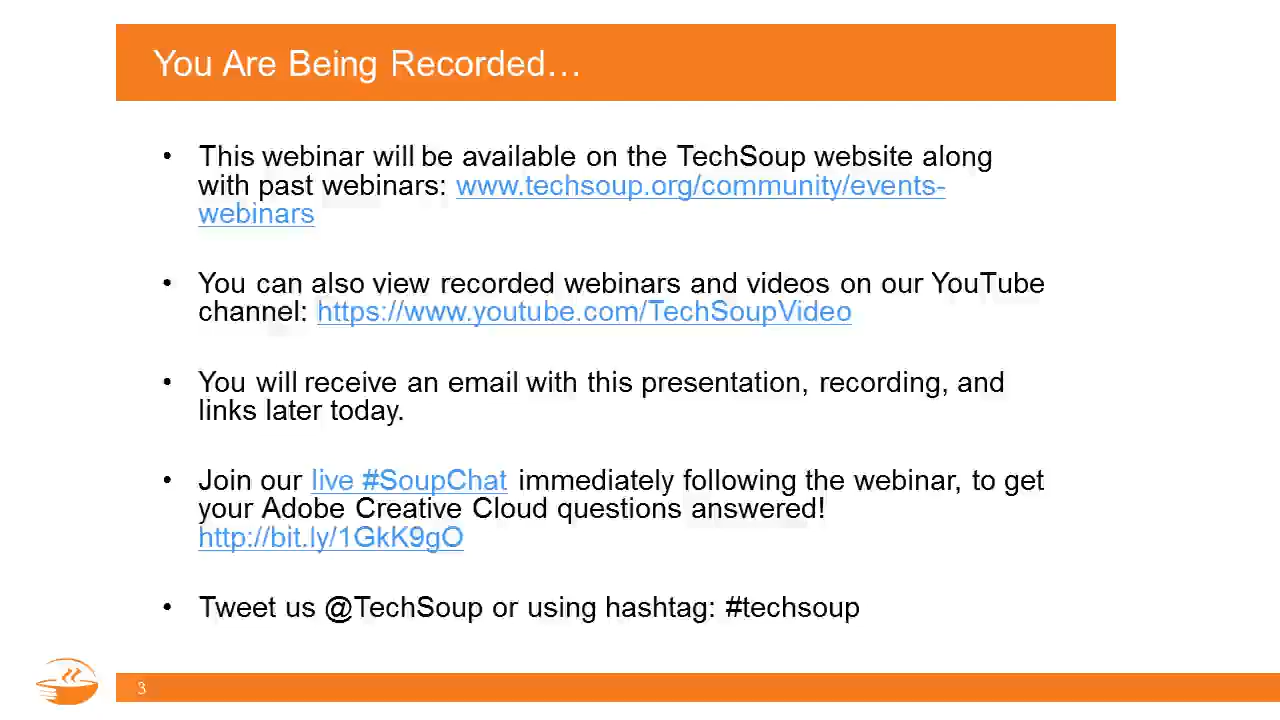 You Are Being Recorded…
• This webinar will be available on the TechSoup website along
with past webinars: www.techsoup.org/community/events-
webinars
• You can also view recorded webinars and videos on our YouTube
channel: https://www.youtube.com/TechSoupVideo
• You will receive an email with this presentation, recording, and
links later today.
• Join our live #SoupChat immediately following the webinar, to get
your Adobe Creative Cloud questions answered!
http://bit.ly/1GkK9gO
• Tweet us @TechSoup or using hashtag: #techsoup
3